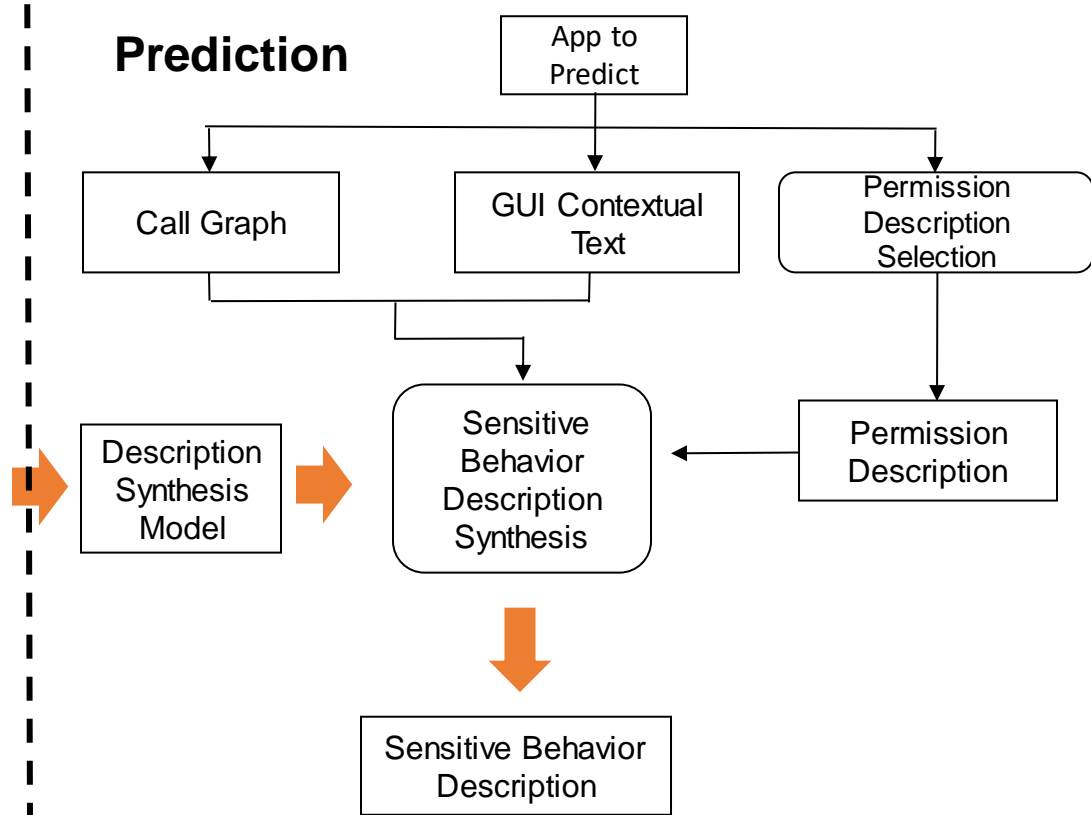 Prediction
App to
Predict
Call Graph
GUI Contextual
Text
Permission
Description
Selection
Description
Synthesis
Model
Sensitive
Behavior
Description
Synthesis
Permission
Description
Sensitive Behavior
Description